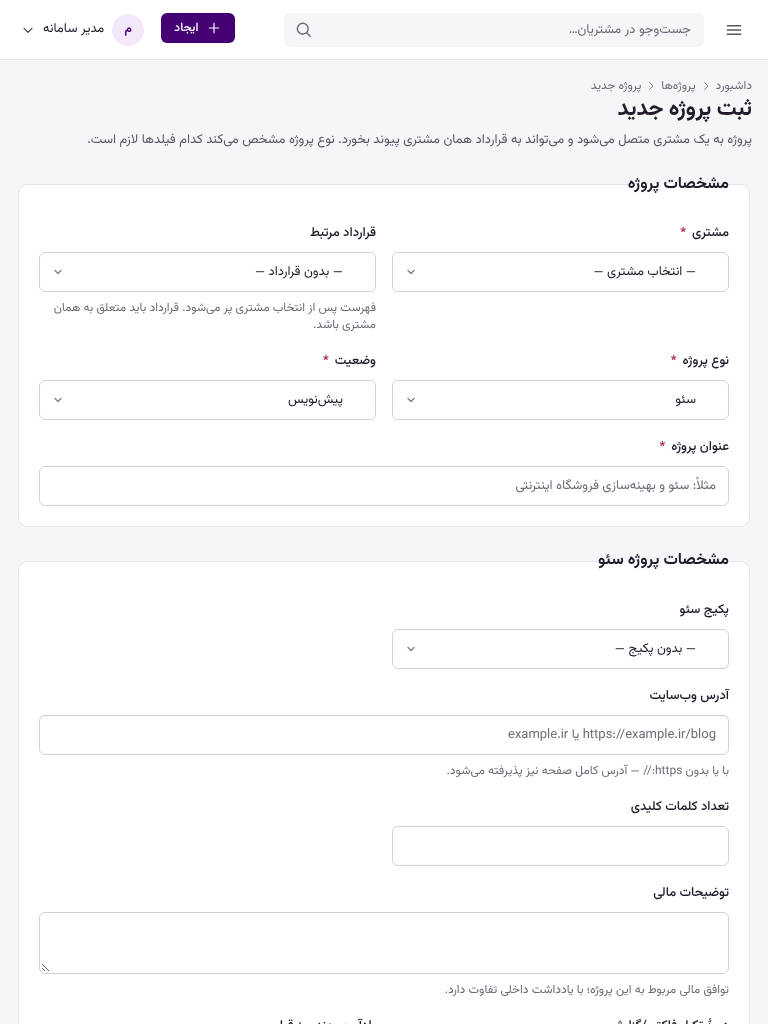 جست‌وجو در مشتریان...
ایجاد
م
مدیر سامانه
داشبورد
پروژه‌ها
پروژه جدید
ثبت پروژه جدید
پروژه به یک مشتری متصل می‌شود و می‌تواند به قرارداد همان مشتری پیوند بخورد. نوع پروژه مشخص می‌کند کدام فیلدها لازم است.
مشخصات پروژه
مشتری *
قرارداد مرتبط
— انتخاب مشتری —
— بدون قرارداد —
فهرست پس از انتخاب مشتری پر می‌شود. قرارداد باید متعلق به همان
مشتری باشد.
نوع پروژه *
وضعیت *
سئو
پیش‌نویس
عنوان پروژه *
مثلاً: سئو و بهینه‌سازی فروشگاه اینترنتی
مشخصات پروژه سئو
پکیج سئو
— بدون پکیج —
آدرس وب‌سایت
https://example.ir/blog یا example.ir
با یا بدون https:// — آدرس کامل صفحه نیز پذیرفته می‌شود.
تعداد کلمات کلیدی
توضیحات مالی
توافق مالی مربوط به این پروژه؛ با یادداشت داخلی تفاوت دارد.